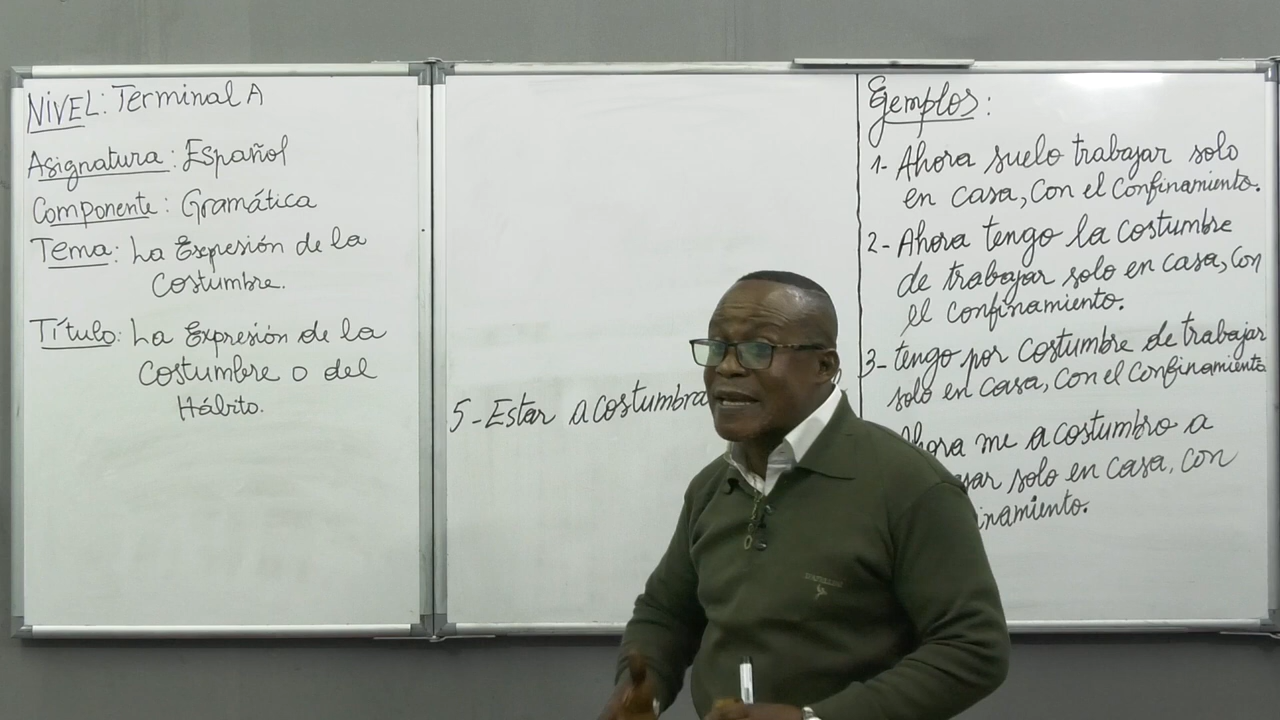 NIVEL: Terminal A
Asignatura: Español
Componente: Gramática
Tema: La Expresión de la
Costumbre.
Título: La Expresión de la
Costumbre o del
Hábito.
5-Estar acostumbra
Ejemplos:
1- Ahora suelo trabajar solo
en casa, con el confinamiento.
2- Ahora tengo la costumbre
de trabajar solo en casa, con
el confinamiento.
3- tengo por costumbre de trabajar
solo en casa, con el confinamiento
hora me acostumbro a
ajar solo en casa, con
finamiento.